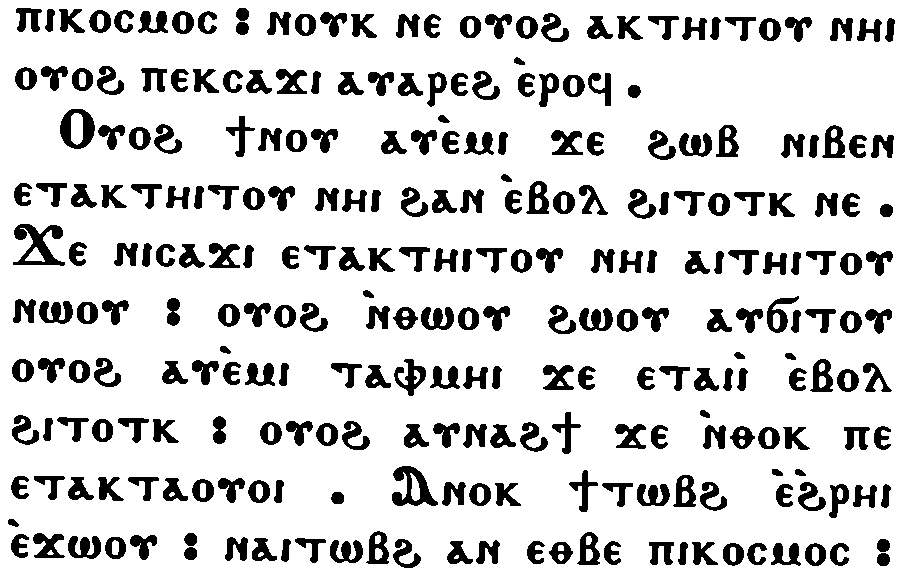 ⲡⲓⲕⲟⲥⲙⲟⲥ : ⲛⲟⲩⲕ ⲛⲉ ⲟⲩⲟϩ ⲁⲕⲧⲏⲓⲧⲟⲩ ⲛⲏⲓ
ⲟⲩⲟϩ ⲡⲉⲕⲥⲁϫⲓ ⲁⲩⲁⲣⲉϩ ⲉ̀ⲣⲟϥ .
Ⲟⲩⲟϩ ϯⲛⲟⲩ ⲁⲩⲉ̀ⲙⲓ ϫⲉ ϩⲱⲃ ⲛⲓⲃⲉⲛ
ⲉⲧⲁⲕⲧⲏⲓⲧⲟⲩ ⲛⲏⲓ ϩⲁⲛ ⲉ̀ⲃⲟⲗ ϩⲓⲧⲟⲧⲕ ⲛⲉ .
Ϫⲉ ⲛⲓⲥⲁϫⲓ ⲉⲧⲁⲕⲧⲏⲓⲧⲟⲩ ⲛⲏⲓ ⲁⲓⲧⲏⲓⲧⲟⲩ
ⲛⲱⲟⲩ : ⲟⲩⲟϩ ⲛ̀ⲑⲱⲟⲩ ϩⲱⲟⲩ ⲁⲩϭⲓⲧⲟⲩ
ⲟⲩⲟϩ ⲁⲩⲉ̀ⲙⲓ ⲧⲁⲫⲙⲏⲓ ϫⲉ ⲉⲧⲁⲓⲓ̀ ⲉ̀ⲃⲟⲗ
ϩⲓⲧⲟⲧⲕ : ⲟⲩⲟϩ ⲁⲩⲛⲁϩϯ ϫⲉ ⲛ̀ⲑⲟⲕ ⲡⲉ
ⲉⲧⲁⲕⲧⲁⲟⲩⲟⲓ . Ⲁⲛⲟⲕ ϯⲧⲱⲃϩ ⲉ̀ϩ̀ⲣⲏⲓ
ⲉ̀ϫⲱⲟⲩ : ⲛⲁⲓⲧⲱⲃϩ ⲁⲛ ⲉⲑⲃⲉ ⲡⲓⲕⲟⲥⲙⲟⲥ :